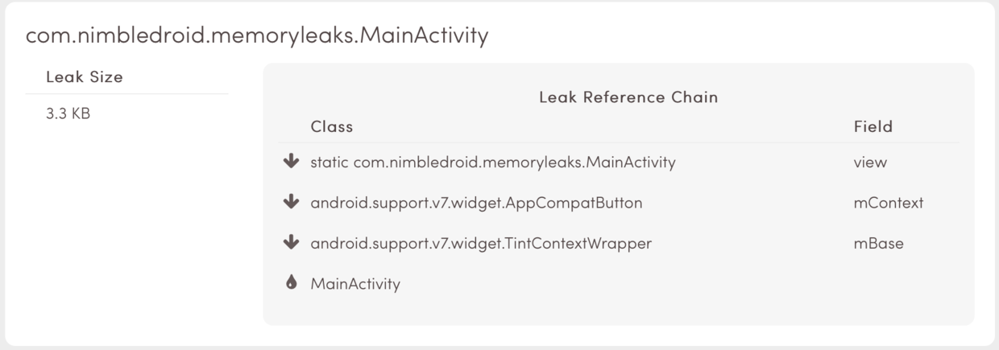 com.nimbledroid.memoryleaks.MainActivity
Leak Size
3.3 KB
Leak Reference Chain
Class Field
static com.nimbledroid.memoryleaks.MainActivity view
android.support.v7.widget.AppCompatButton mContext
android.support.v7.widget.TintContextWrapper mBase
MainActivity